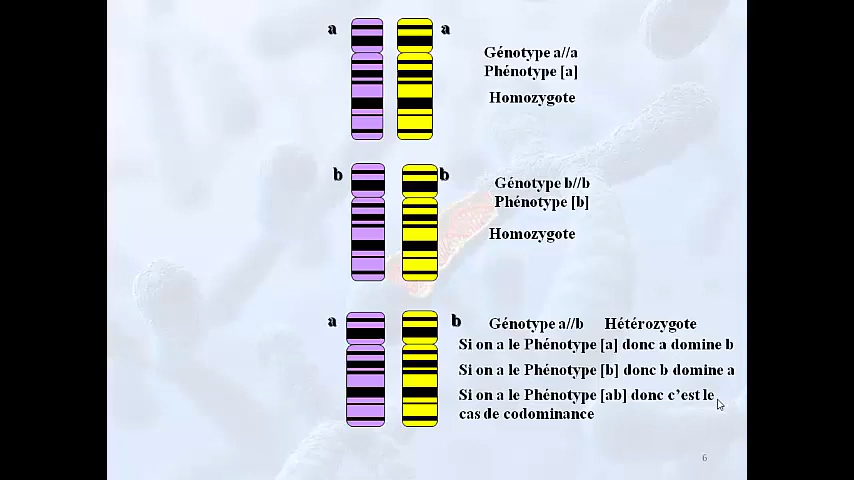 a a
Génotype a//a
Phénotype [a]
Homozygote
b b
Génotype b//b
Phénotype [b]
Homozygote
a b Génotype a//b Hétérozygote
Si on a le Phénotype [a] donc a domine b
Si on a le Phénotype [b] donc b domine a
Si on a le Phénotype [ab] donc c’est le
cas de codominance
6